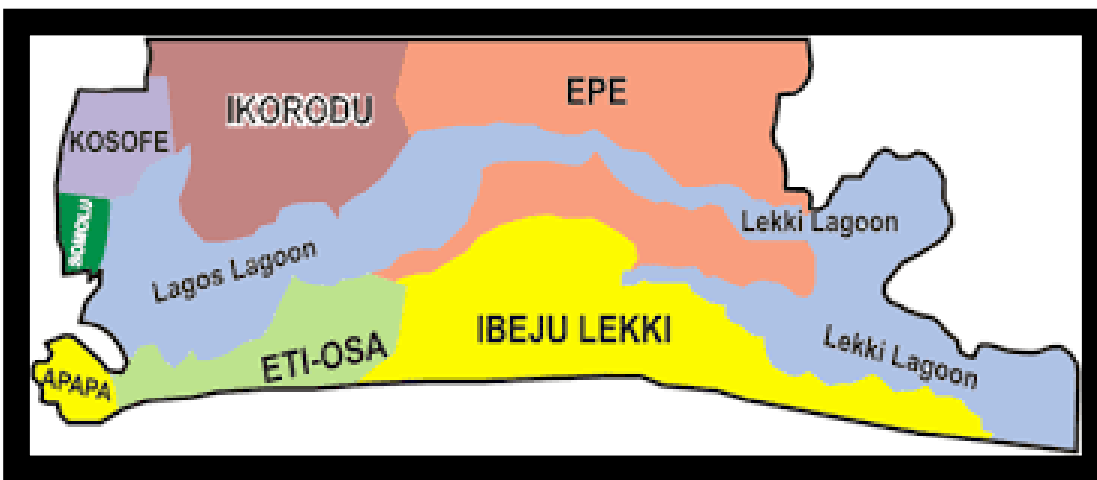 IKORODU
EPE
KOSOFE
SOMOLU
Lekki Lagoon
Lagos Lagoon
IBEJU LEKKI
ETI-OSA
Lekki Lagoon
APAPA